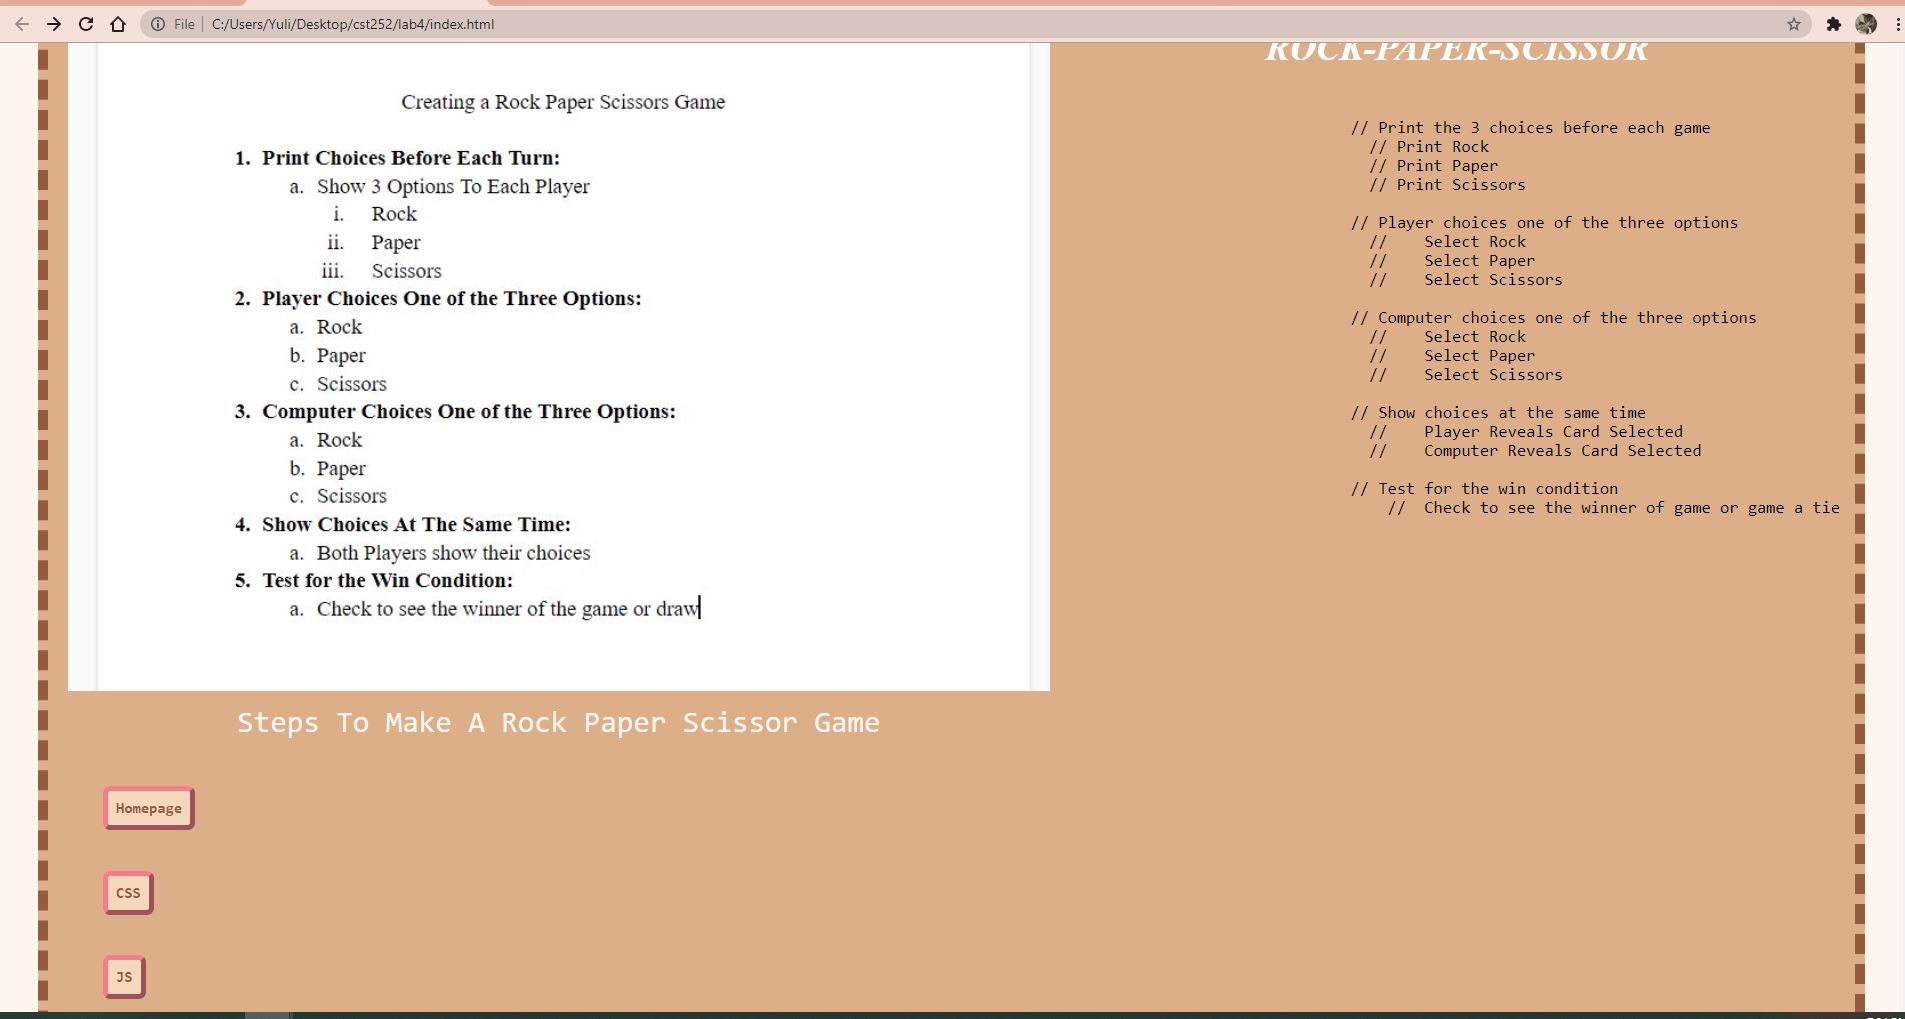 File
C:/Users/Yuli/Desktop/cst252/lab4/index.html
Creating a Rock Paper Scissors Game
1. Print Choices Before Each Turn:
a. Show 3 Options To Each Player
i. Rock
ii. Paper
iii. Scissors
2. Player Choices One of the Three Options:
a. Rock
b. Paper
c. Scissors
3. Computer Choices One of the Three Options:
a. Rock
b. Paper
c. Scissors
4. Show Choices At The Same Time:
a. Both Players show their choices
5. Test for the Win Condition:
a. Check to see the winner of the game or draw
Steps To Make A Rock Paper Scissor Game
Homepage
CSS
JS
ROCK-PAPER-SCISSOR
// Print the 3 choices before each game
// Print Rock
// Print Paper
// Print Scissors
// Player choices one of the three options
// Select Rock
// Select Paper
// Select Scissors
// Computer choices one of the three options
// Select Rock
// Select Paper
// Select Scissors
// Show choices at the same time
// Player Reveals Card Selected
// Computer Reveals Card Selected
// Test for the win condition
// Check to see the winner of game or game a tie